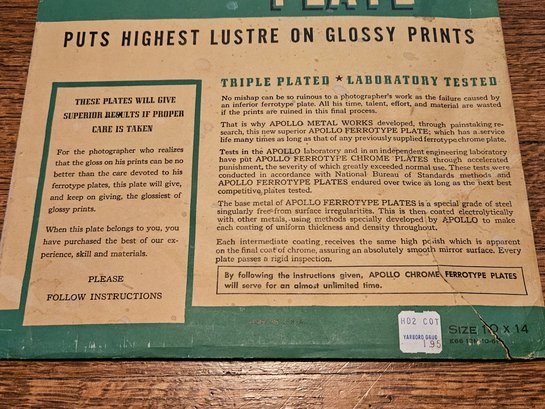 PLATE
PUTS HIGHEST LUSTRE ON GLOSSY PRINTS
THESE PLATES WILL GIVE
SUPERIOR RESULTS IF PROPER
CARE IS TAKEN
For the photographer who realizes
that the gloss on his prints can be no
better than the care devoted to his
ferrotype plates, this plate will give,
and keep on giving, the glossiest of
glossy prints.
When this plate belongs to you, you
have purchased the best of our ex-
perience, skill and materials.
PLEASE
FOLLOW INSTRUCTIONS
TRIPLE PLATED ★ LABORATORY TESTED
No mishap can be so ruinous to a photographer's work as the failure caused by
an inferior ferrotype plate. All his time, talent, effort, and material are wasted
if the prints are ruined in this final process.
That is why APOLLO METAL WORKS developed, through painstaking re-
search, this new superior APOLLO FERROTYPE PLATE; which has a service
life many times as long as that of any previously supplied ferrotype chrome plate.
Tests in the APOLLO laboratory and in an independent engineering laboratory
have put APOLLO FERROTYPE CHROME PLATES through accelerated
punishment, the severity of which greatly exceeded normal use. These tests were
conducted in accordance with National Bureau of Standards methods and
APOLLO FERROTYPE PLATES endured over twice as long as the next best
competitive plates tested.
The base metal of APOLLO FERROTYPE PLATES is a special grade of steel
singularly free from surface irregularities. This is then coated electrolytically
with other metals, using methods specially developed by APOLLO to make
each coating of uniform thickness and density throughout.
Each intermediate coating receives the same high polish which is apparent
on the final coat of chrome, assuring an absolutely smooth mirror surface. Every
plate passes a rigid inspection.
By following the instructions given, APOLLO CHROME FERROTYPE PLATES
will serve for an almost unlimited time.
HO2 COT
YARBORO
1.95
SIZE 10 x 14